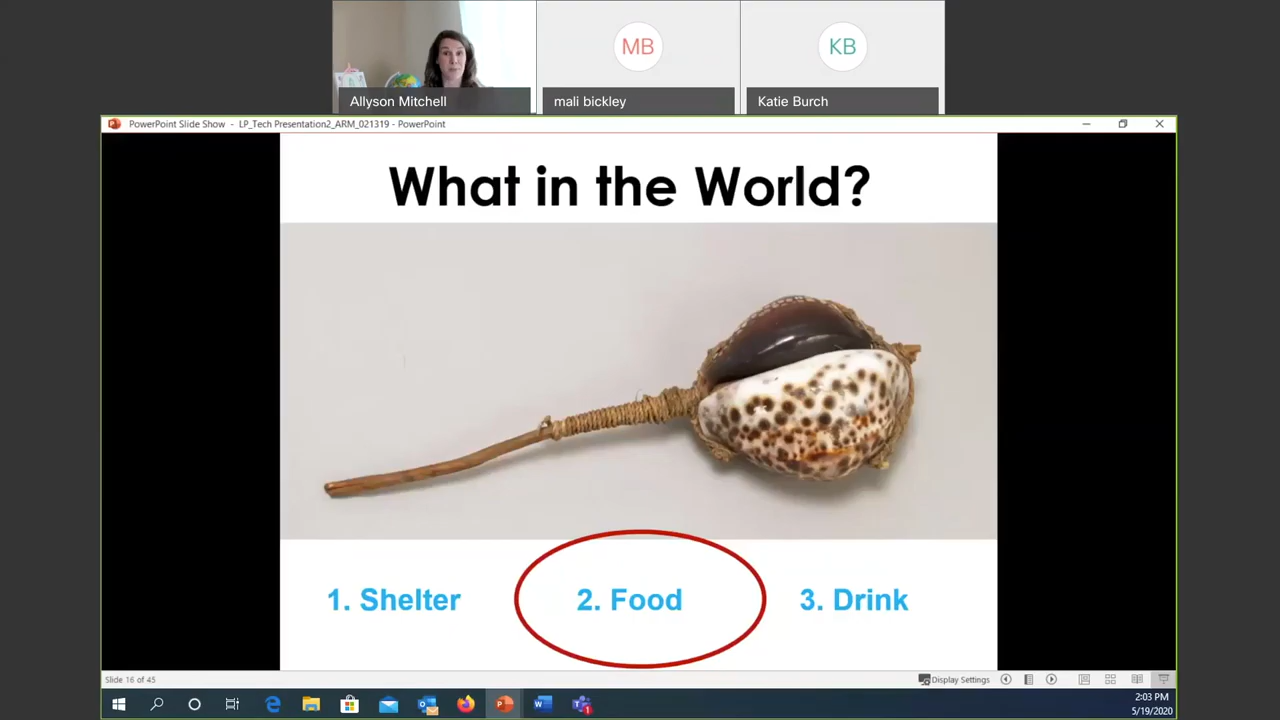 MB
KB
Allyson Mitchell
mali bickley
Katie Burch
PowerPoint Slide Show - LP_Tech Presentation2_ARM_021319 - PowerPoint
What in the World?
1. Shelter
2. Food
3. Drink
Slide 16 of 45
Display Settings
2:03 PM
5/19/2020